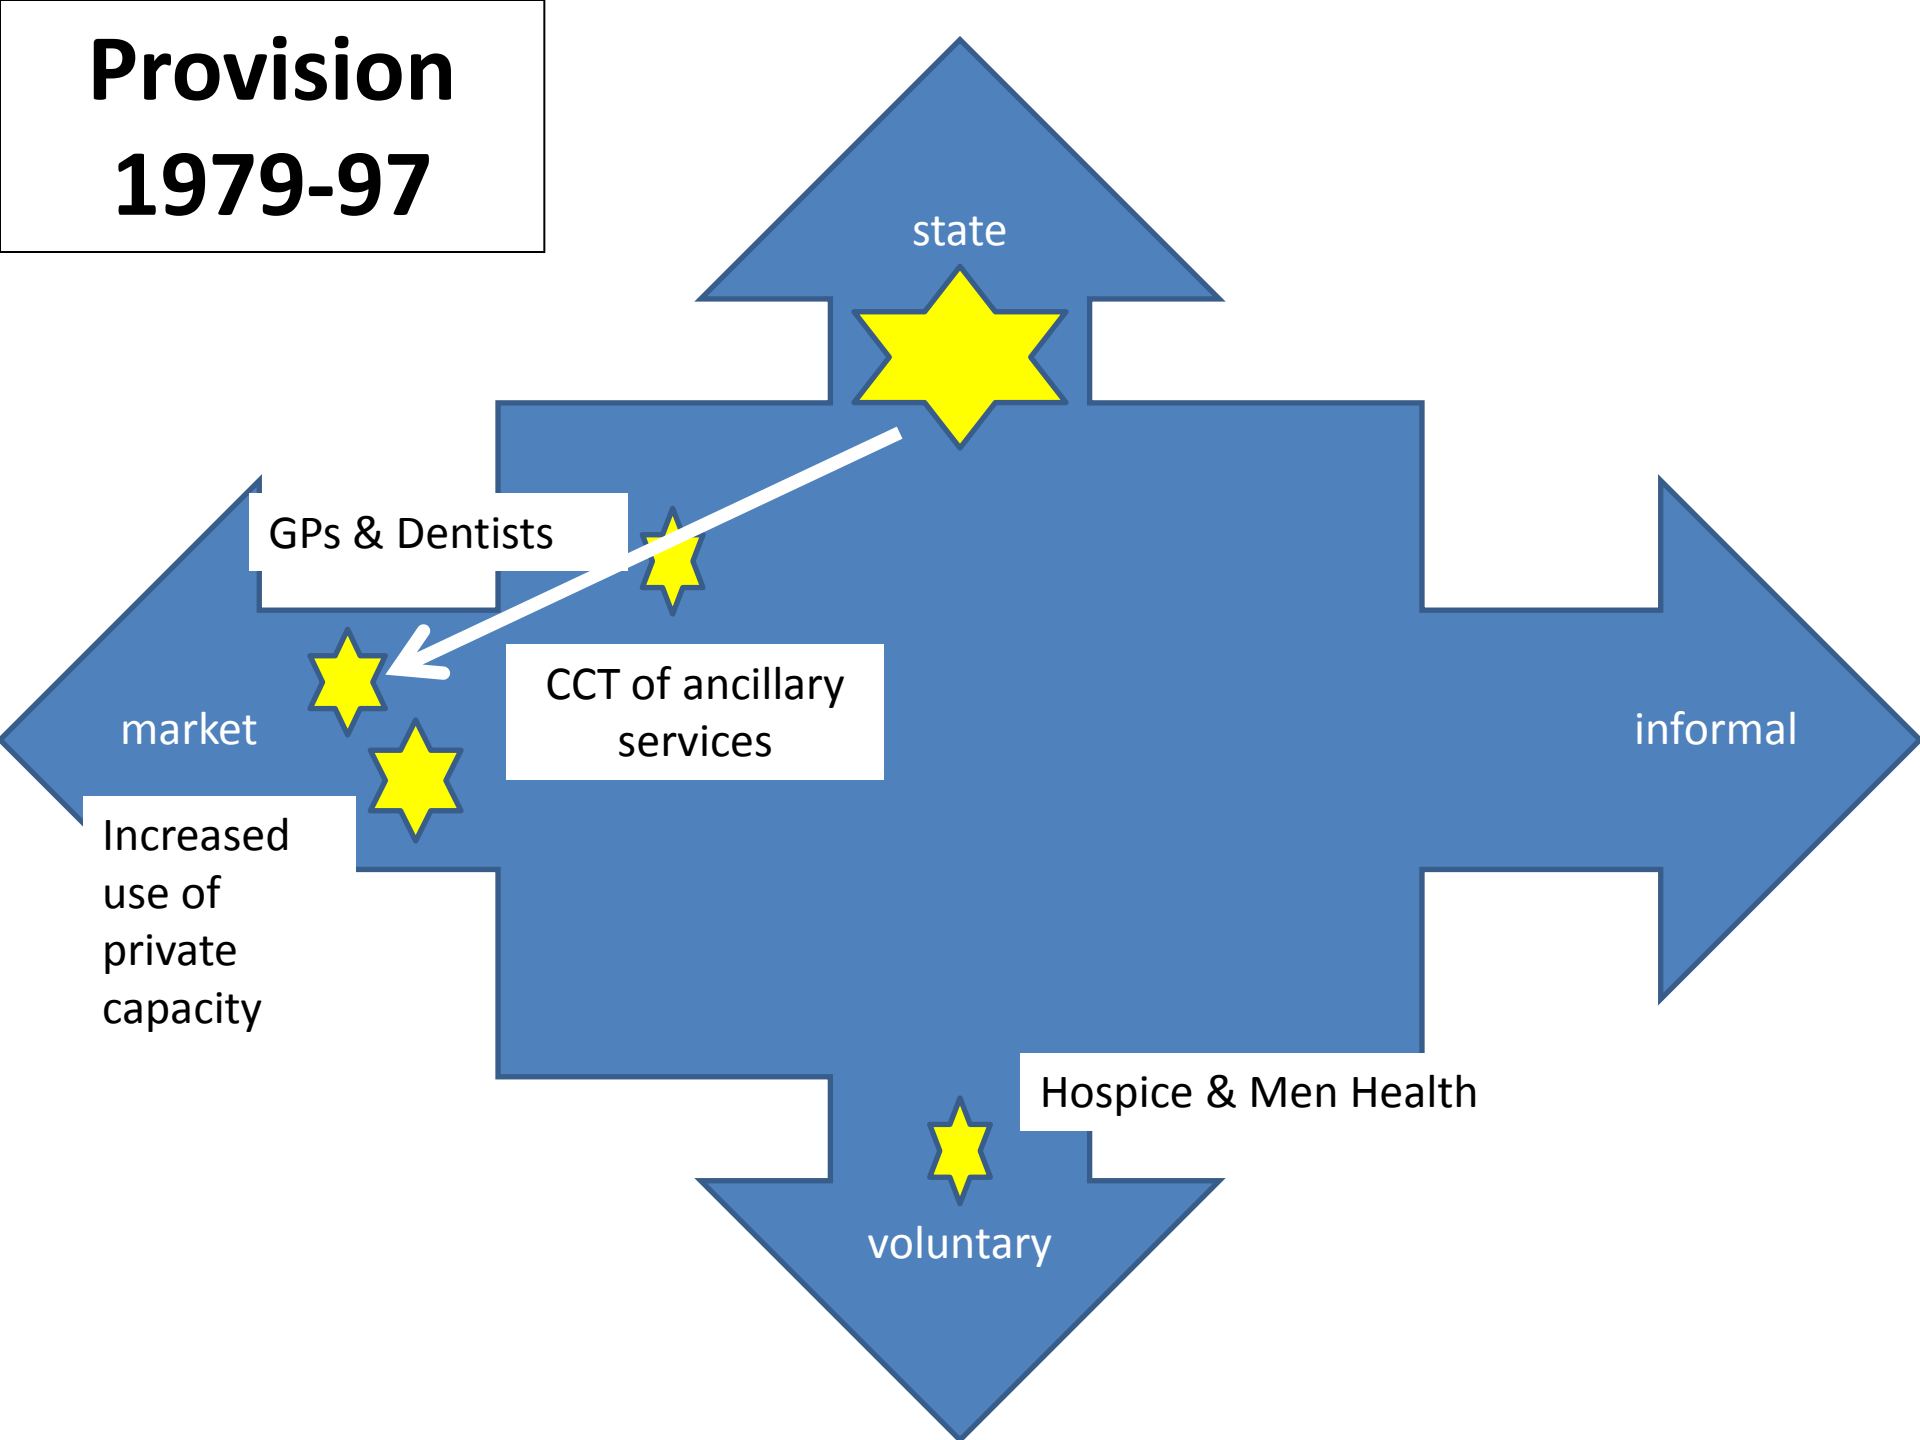 Provision
1979-97
state
GPs & Dentists
CCT of ancillary
services
market
informal
Increased
use of
private
capacity
Hospice & Men Health
voluntary